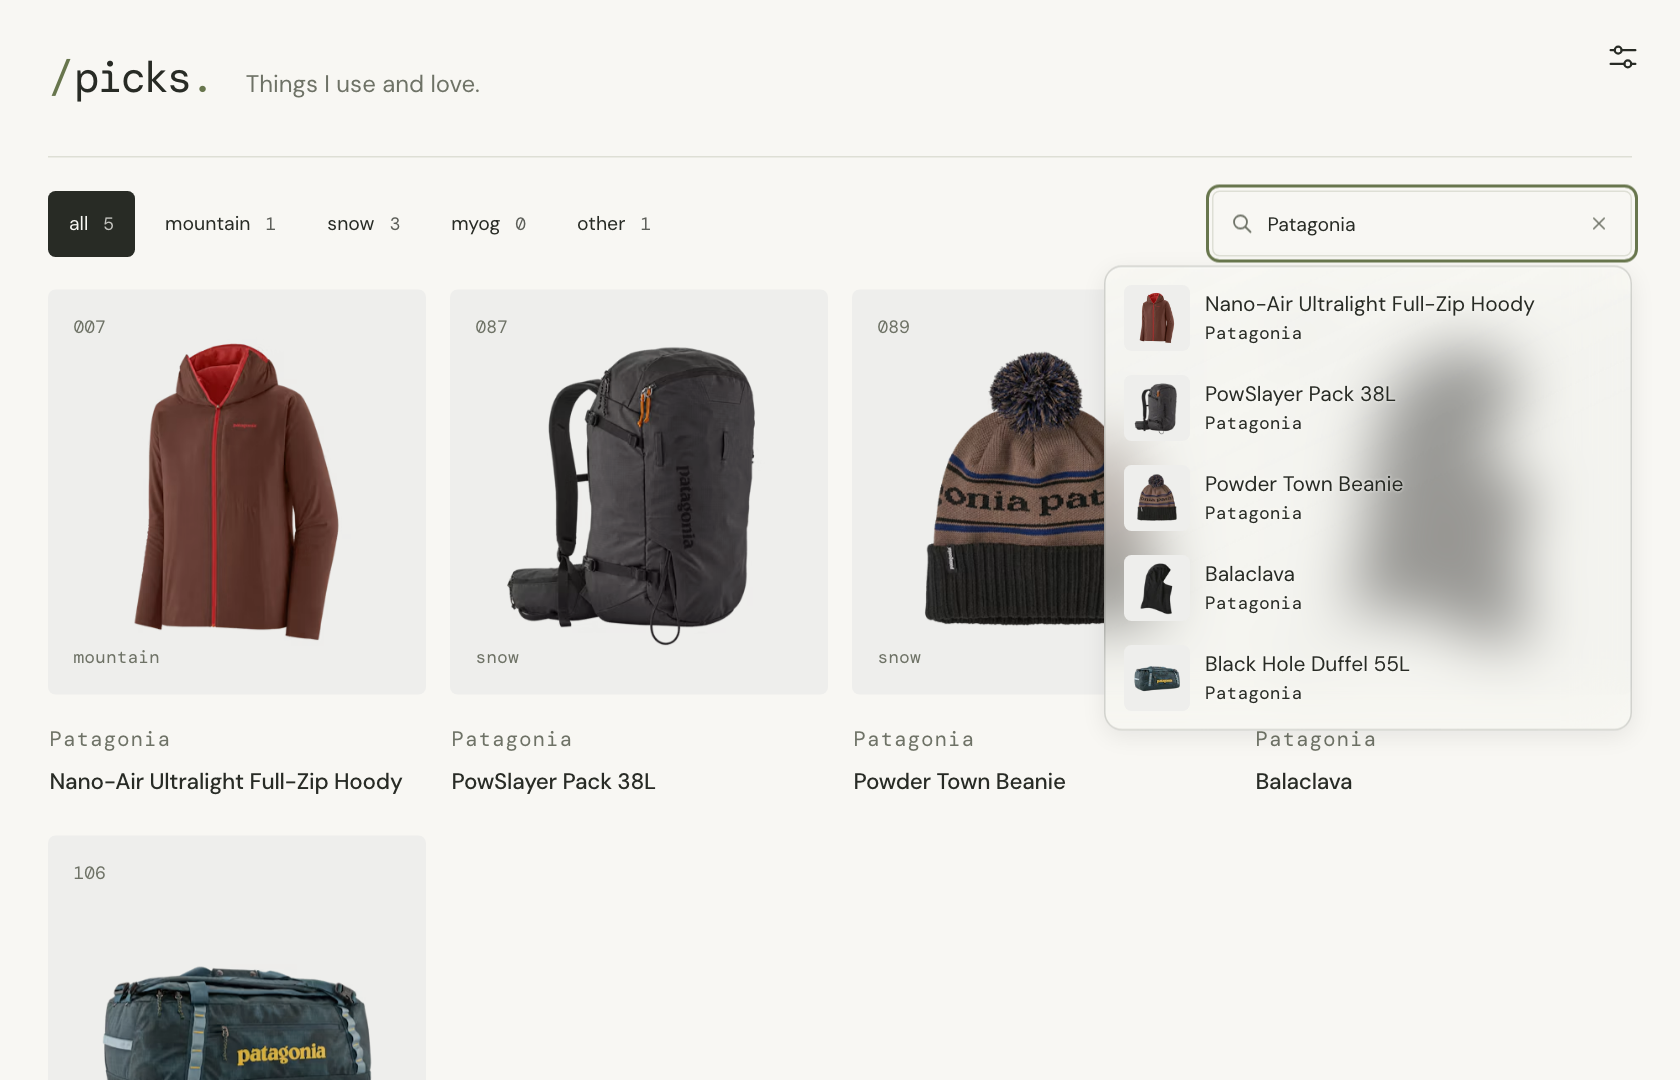 /picks.
Things I use and love.
all 5
mountain 1
snow 3
myog 0
other 1
Patagonia
Nano-Air Ultralight Full-Zip Hoody
Patagonia
PowSlayer Pack 38L
Patagonia
Powder Town Beanie
Patagonia
Balaclava
Patagonia
Black Hole Duffel 55L
Patagonia
007
mountain
Patagonia
Nano-Air Ultralight Full-Zip Hoody
087
patagonia
snow
Patagonia
PowSlayer Pack 38L
089
onia pat
snow
Patagonia
Powder Town Beanie
Patagonia
Balaclava
106
patagonia